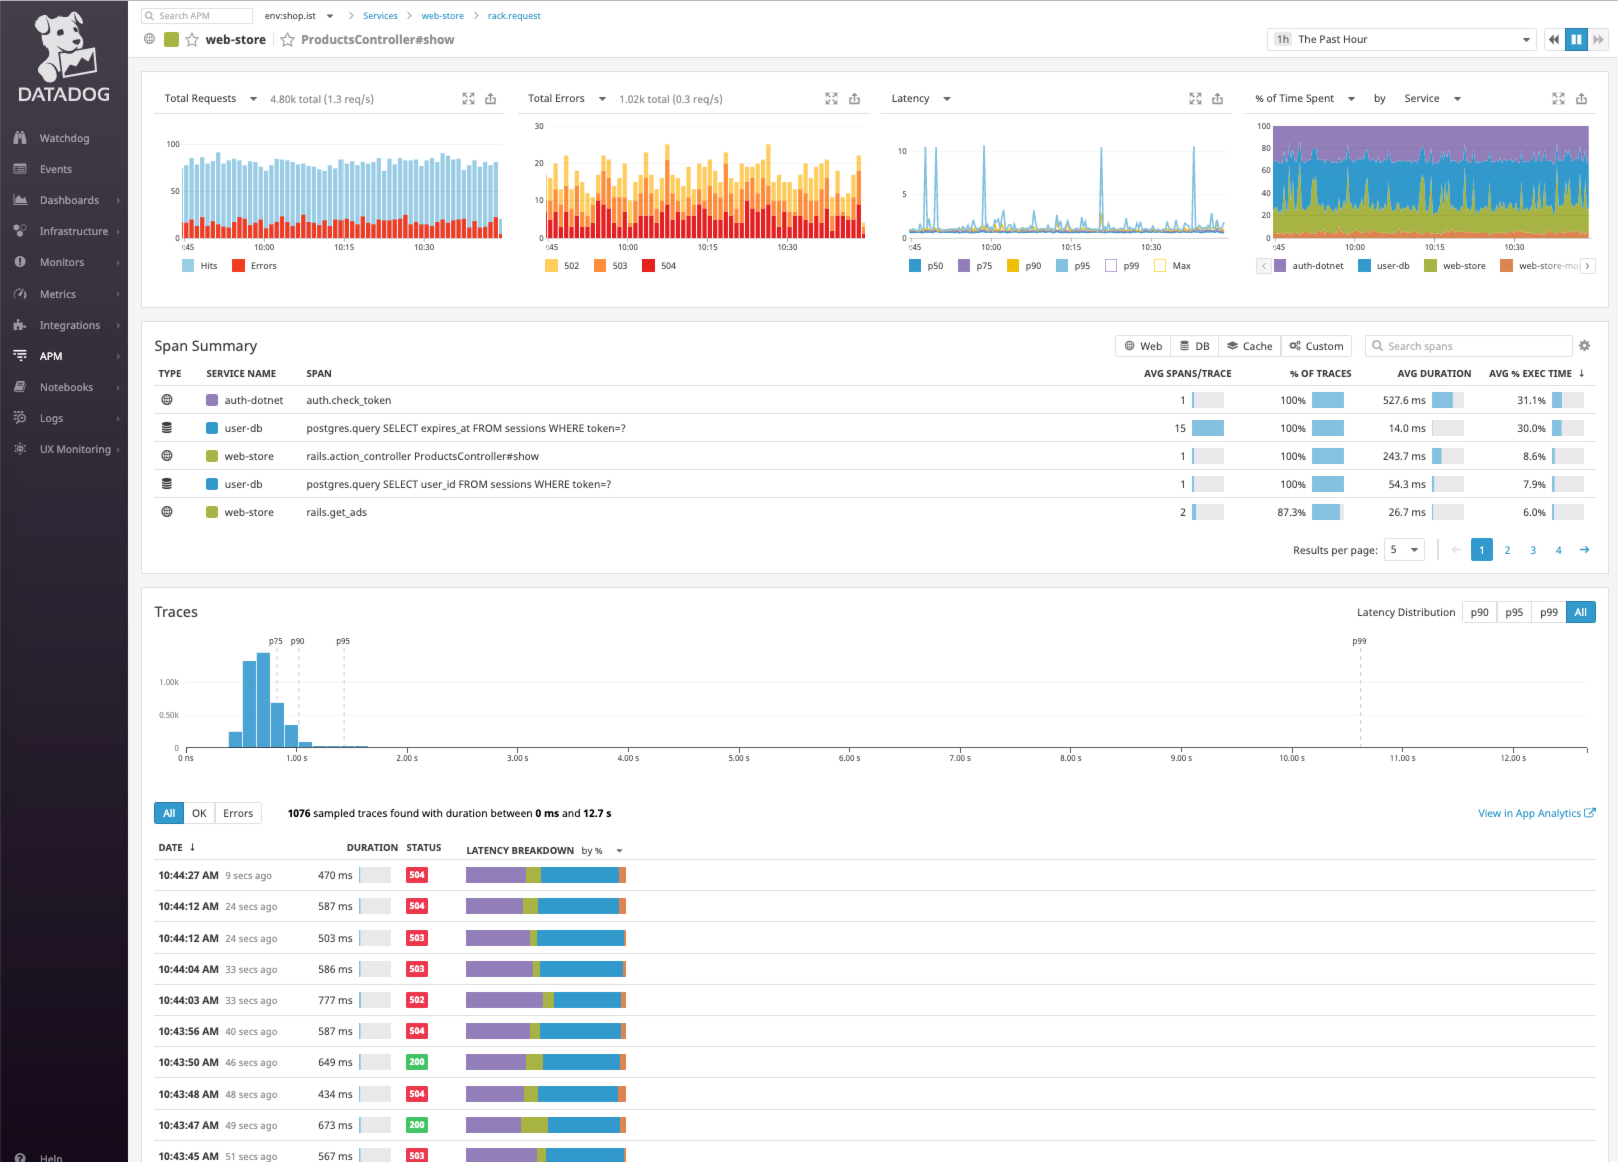 DATADOG
Watchdog
Events
Dashboards
Infrastructure
Monitors
Metrics
Integrations
APM
Notebooks
Logs
UX Monitoring
Help
Search APM env:shop.ist Services web-store rack.request
web-store ProductsController#show
1h The Past Hour
Total Requests 4.80k total (1.3 req/s)
100
50
0
10:00 10:15 10:30
Hits Errors
Total Errors 1.02k total (0.3 req/s)
30
20
10
0
10:00 10:15 10:30
502 503 504
Latency
10
5
0
10:00 10:15 10:30
p50 p75 p90 p95 p99 Max
% of Time Spent by Service
100
80
60
40
20
0
10:00 10:15 10:30
auth-dotnet user-db web-store web-store-mo
Span Summary
Web DB Cache Custom Search spans
TYPE SERVICE NAME SPAN AVG SPANS/TRACE % OF TRACES AVG DURATION AVG % EXEC TIME ↓
auth-dotnet auth.check_token 1 100% 527.6 ms 31.1%
user-db postgres.query SELECT expires_at FROM sessions WHERE token=? 15 100% 14.0 ms 30.0%
web-store rails.action_controller ProductsController#show 1 100% 243.7 ms 8.6%
user-db postgres.query SELECT user_id FROM sessions WHERE token=? 1 100% 54.3 ms 7.9%
web-store rails.get_ads 2 87.3% 26.7 ms 6.0%
Results per page: 5 ← 1 2 3 4 →
Traces
Latency Distribution p90 p95 p99 All
p75 p90 p95 p99
1.00k
0.50k
0
0 ns 1.00 s 2.00 s 3.00 s 4.00 s 5.00 s 6.00 s 7.00 s 8.00 s 9.00 s 10.00 s 11.00 s 12.00 s
All OK Errors 1076 sampled traces found with duration between 0 ms and 12.7 s View in App Analytics
DATE ↓ DURATION STATUS LATENCY BREAKDOWN by %
10:44:27 AM 9 secs ago 470 ms 504
10:44:12 AM 24 secs ago 587 ms 504
10:44:12 AM 24 secs ago 503 ms 503
10:44:04 AM 33 secs ago 586 ms 503
10:44:03 AM 33 secs ago 777 ms 502
10:43:56 AM 40 secs ago 587 ms 504
10:43:50 AM 46 secs ago 649 ms 200
10:43:48 AM 48 secs ago 434 ms 504
10:43:47 AM 49 secs ago 673 ms 200
10:43:45 AM 51 secs ago 567 ms 503